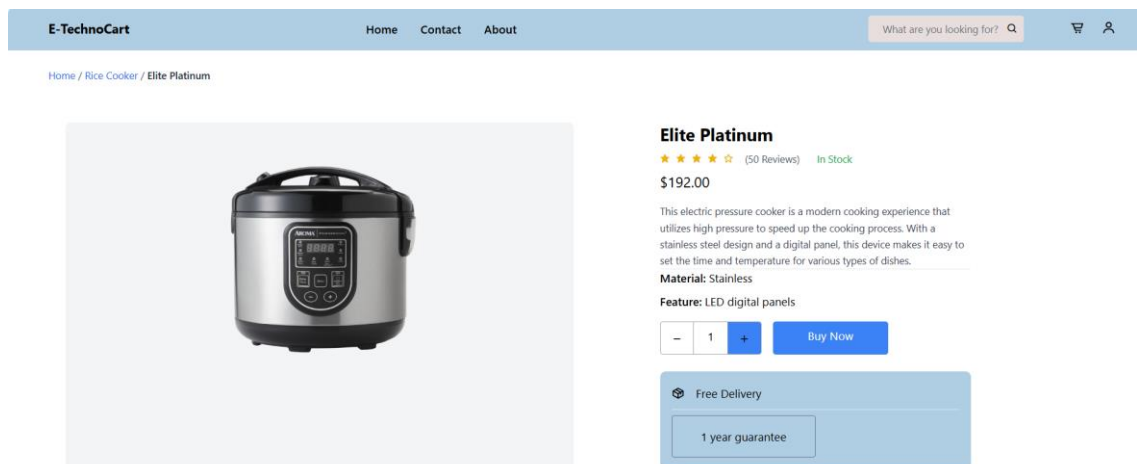 E-TechnoCart
Home Contact About
What are you looking for?
Home / Rice Cooker / Elite Platinum
Elite Platinum
(50 Reviews) In Stock
$192.00
This electric pressure cooker is a modern cooking experience that
utilizes high pressure to speed up the cooking process. With a
stainless steel design and a digital panel, this device makes it easy to
set the time and temperature for various types of dishes.
Material: Stainless
Feature: LED digital panels
− 1 + Buy Now
Free Delivery
1 year guarantee
AROMA
8888